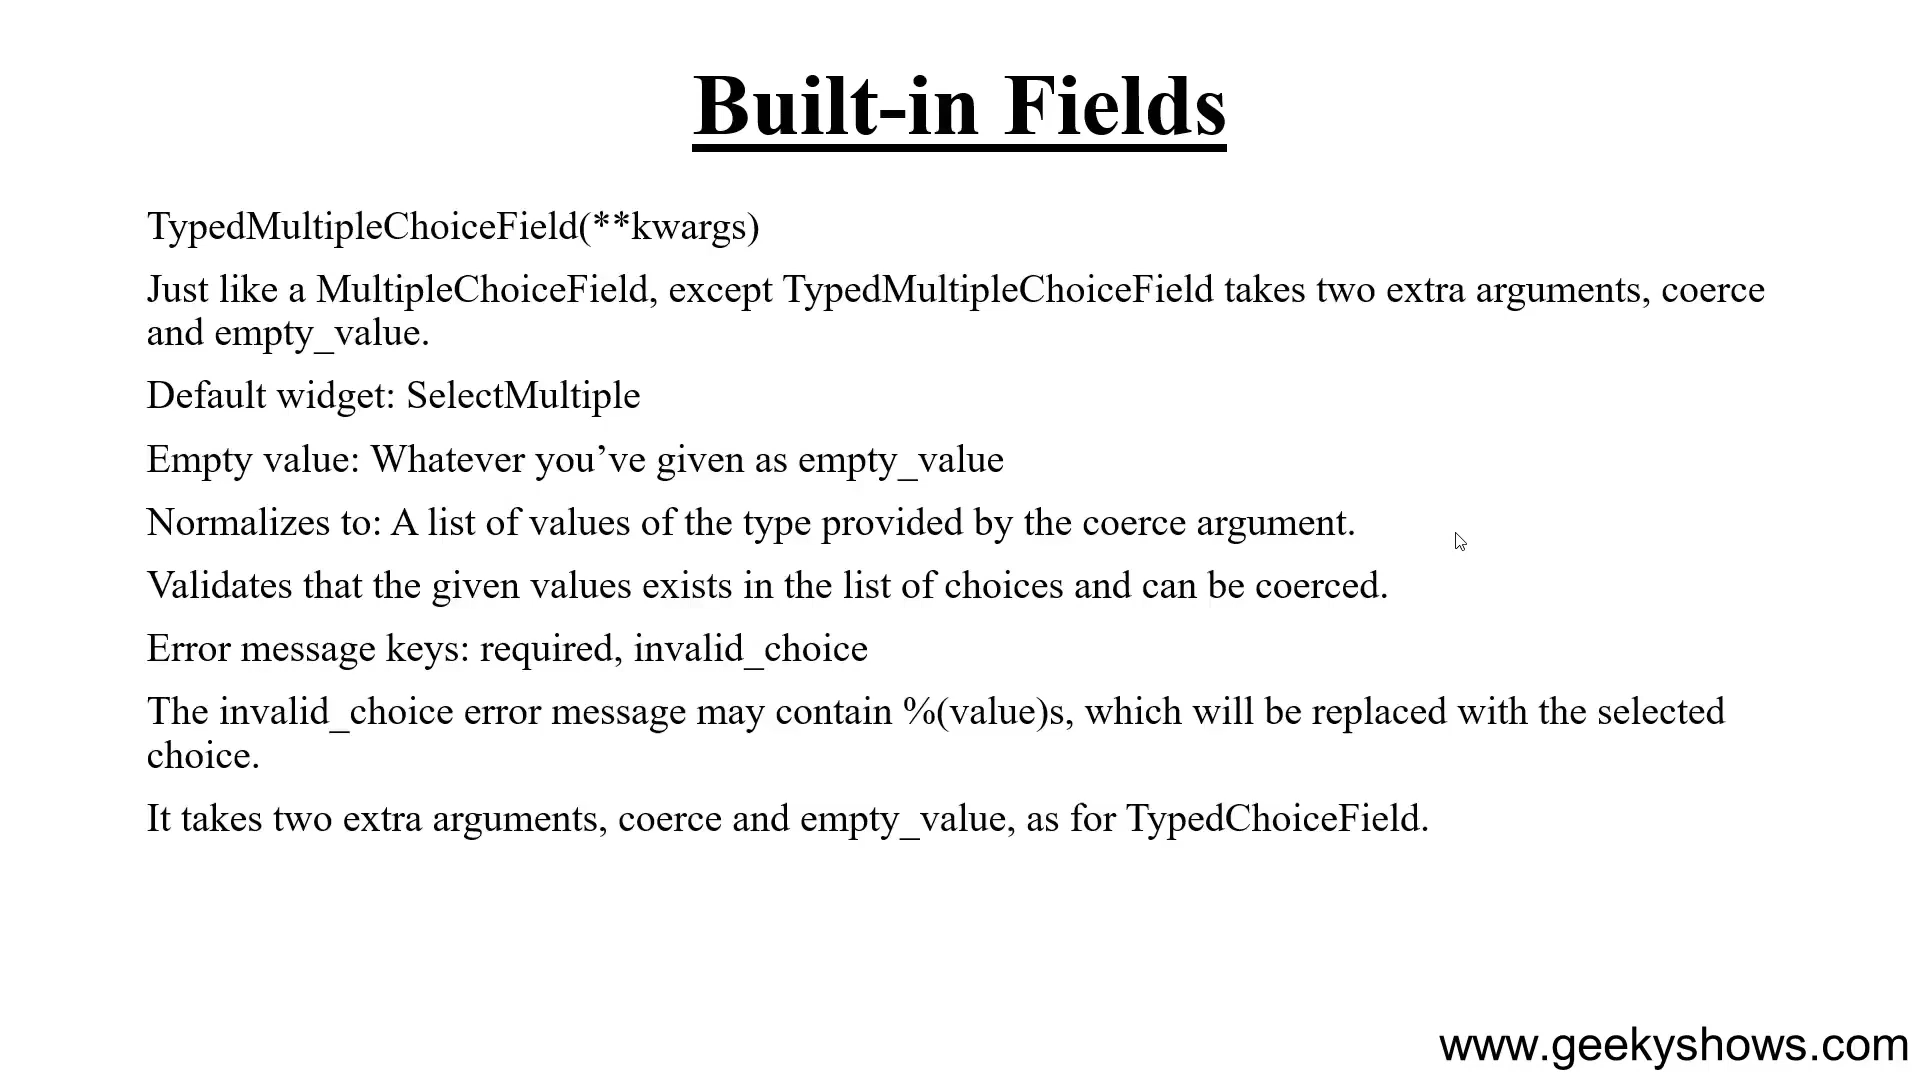 Built-in Fields
TypedMultipleChoiceField(**kwargs)
Just like a MultipleChoiceField, except TypedMultipleChoiceField takes two extra arguments, coerce
and empty_value.
Default widget: SelectMultiple
Empty value: Whatever you’ve given as empty_value
Normalizes to: A list of values of the type provided by the coerce argument.
Validates that the given values exists in the list of choices and can be coerced.
Error message keys: required, invalid_choice
The invalid_choice error message may contain %(value)s, which will be replaced with the selected
choice.
It takes two extra arguments, coerce and empty_value, as for TypedChoiceField.
www.geekyshows.com